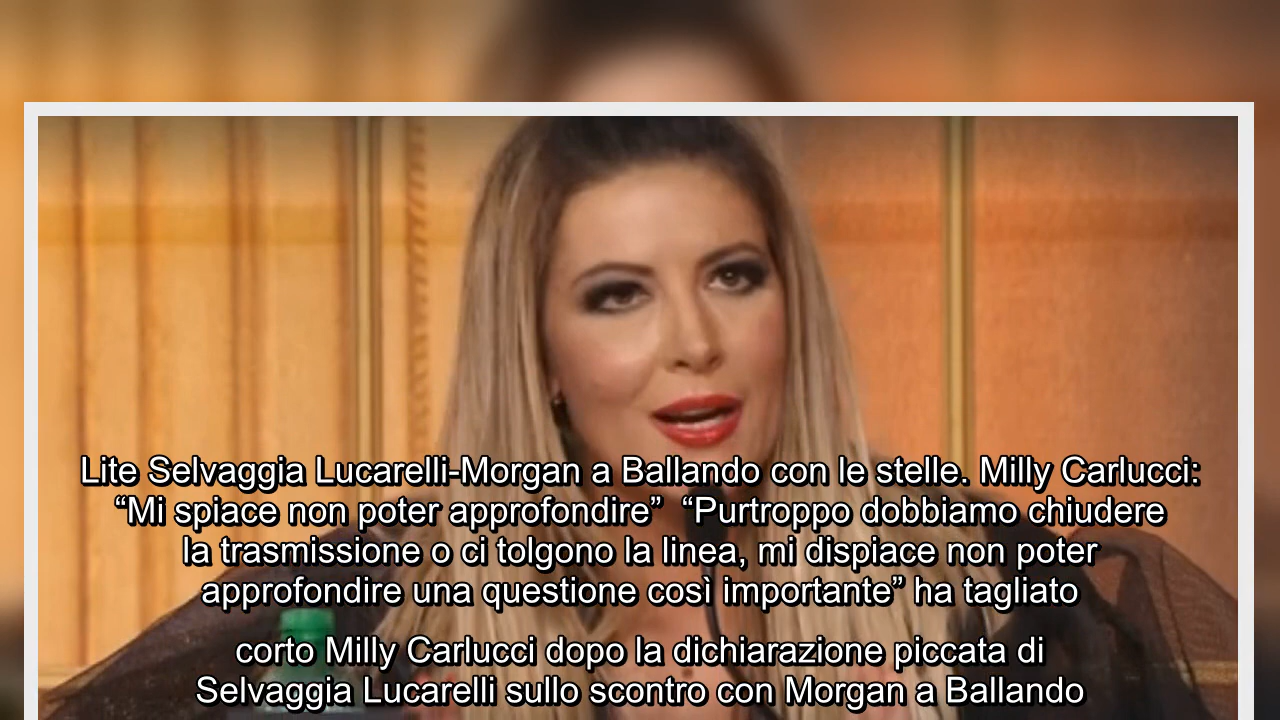 Lite Selvaggia Lucarelli-Morgan a Ballando con le stelle. Milly Carlucci:
“Mi spiace non poter approfondire” “Purtroppo dobbiamo chiudere
la trasmissione o ci tolgono la linea, mi dispiace non poter
approfondire una questione così importante” ha tagliato
corto Milly Carlucci dopo la dichiarazione piccata di
Selvaggia Lucarelli sullo scontro con Morgan a Ballando